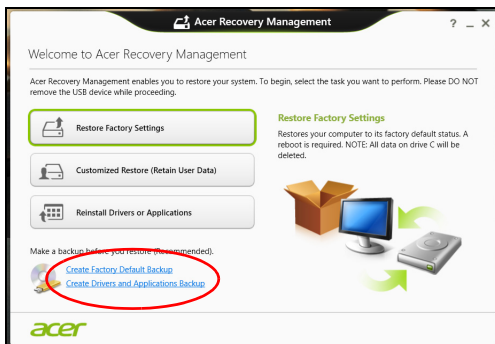 Acer Recovery Management
? _ ×
Welcome to Acer Recovery Management
Acer Recovery Management enables you to restore your system. To begin, select the task you want to perform. Please DO NOT
remove the USB device while proceeding.
Restore Factory Settings
Customized Restore (Retain User Data)
Reinstall Drivers or Applications
Restore Factory Settings
Restores your computer to its factory default status. A
reboot is required. NOTE: All data on drive C will be
deleted.
Make a backup before you restore (Recommended).
Create Factory Default Backup
Create Drivers and Applications Backup
acer